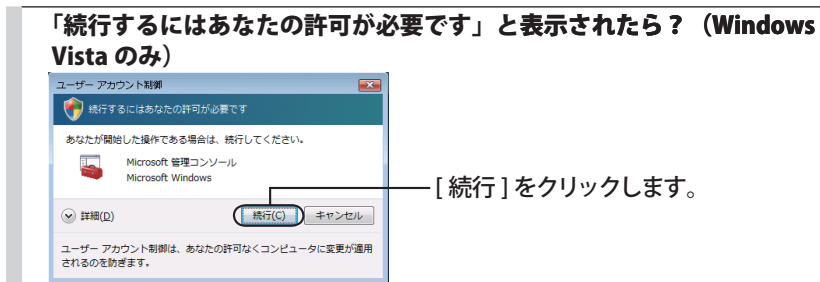 「続行するにはあなたの許可が必要です」と表示されたら？（Windows
Vista のみ）
ユーザー アカウント制御
続行するにはあなたの許可が必要です
あなたが開始した操作である場合は、続行してください。
Microsoft 管理コンソール
Microsoft Windows
[ 続行 ] をクリックします。
詳細(D) 続行(C) キャンセル
ユーザー アカウント制御は、あなたの許可なくコンピュータに変更が適用
されるのを防ぎます。